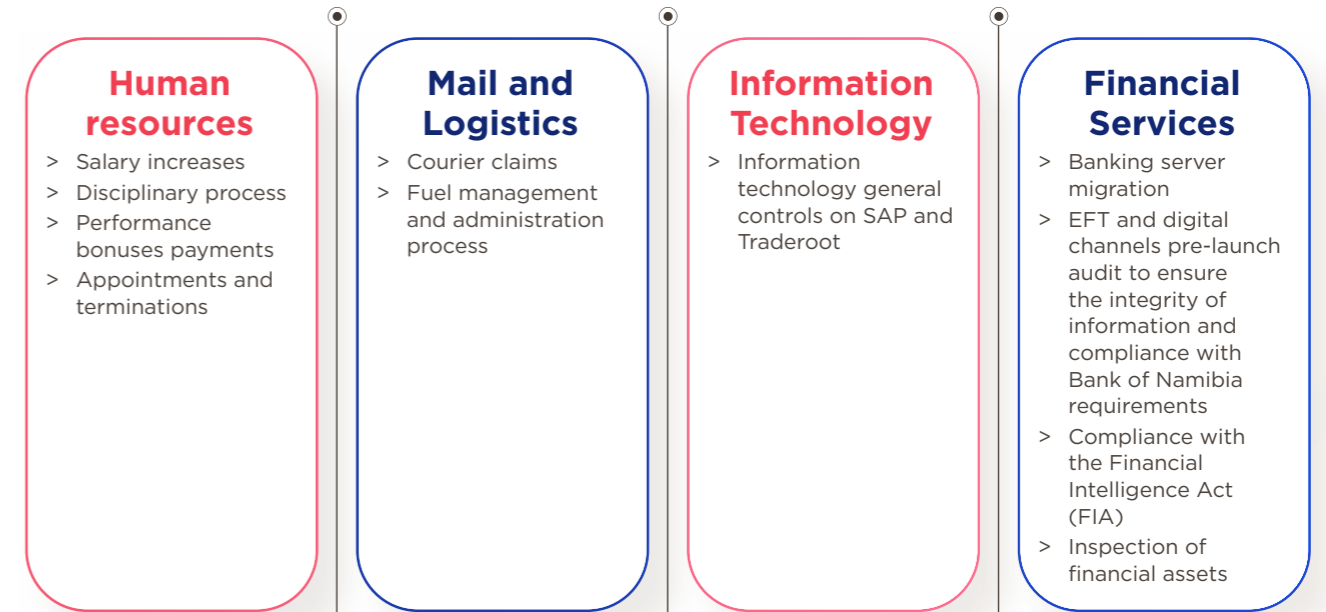 Human
resources
> Salary increases
> Disciplinary process
> Performance
bonuses payments
> Appointments and
terminations
Mail and
Logistics
> Courier claims
> Fuel management
and administration
process
Information
Technology
> Information
technology general
controls on SAP and
Traderoot
Financial
Services
> Banking server
migration
> EFT and digital
channels pre-launch
audit to ensure
the integrity of
information and
compliance with
Bank of Namibia
requirements
> Compliance with
the Financial
Intelligence Act
(FIA)
> Inspection of
financial assets